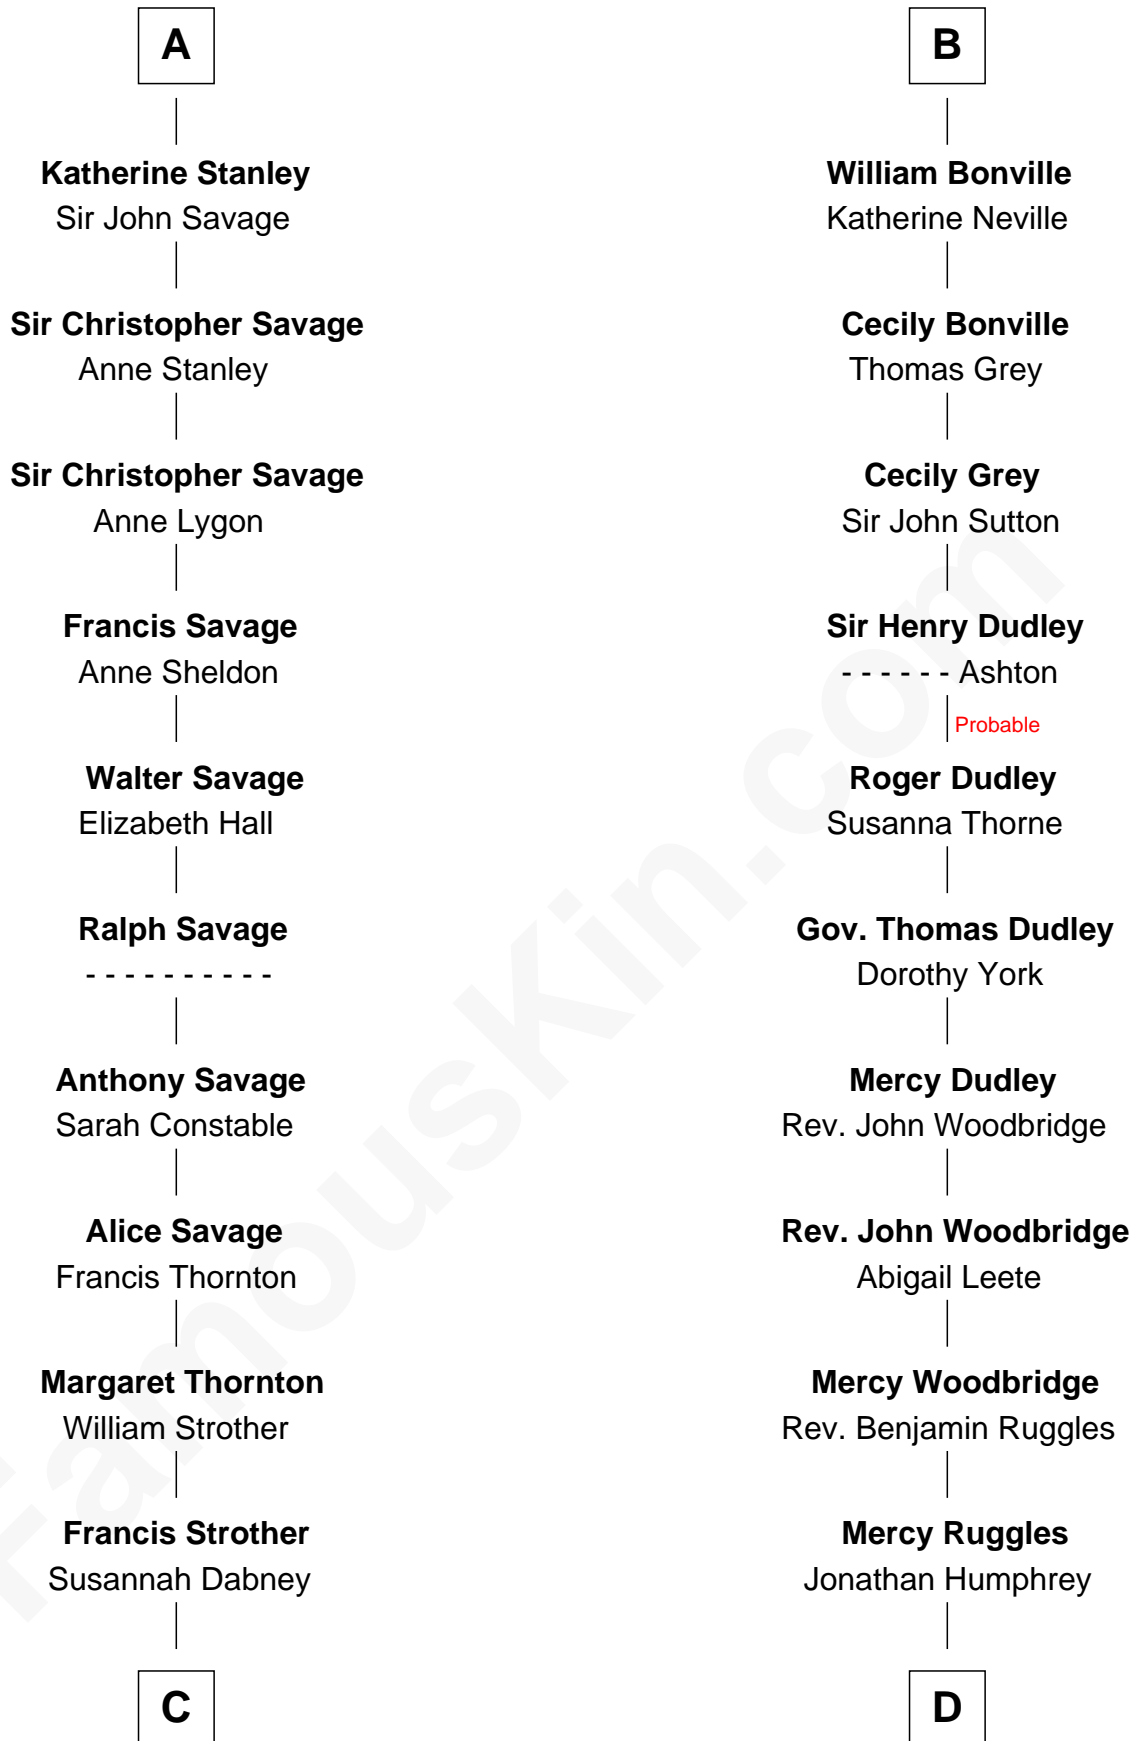 A
Katherine Stanley
Sir John Savage
Sir Christopher Savage
Anne Stanley
Sir Christopher Savage
Anne Lygon
Francis Savage
Anne Sheldon
Walter Savage
Elizabeth Hall
Ralph Savage
- - - - - - - - - -
Anthony Savage
Sarah Constable
Alice Savage
Francis Thornton
Margaret Thornton
William Strother
Francis Strother
Susannah Dabney
C
B
William Bonville
Katherine Neville
Cecily Bonville
Thomas Grey
Cecily Grey
Sir John Sutton
Sir Henry Dudley
- - - - - - Ashton
Probable
Roger Dudley
Susanna Thorne
Gov. Thomas Dudley
Dorothy York
Mercy Dudley
Rev. John Woodbridge
Rev. John Woodbridge
Abigail Leete
Mercy Woodbridge
Rev. Benjamin Ruggles
Mercy Ruggles
Jonathan Humphrey
D
FamousKin.com